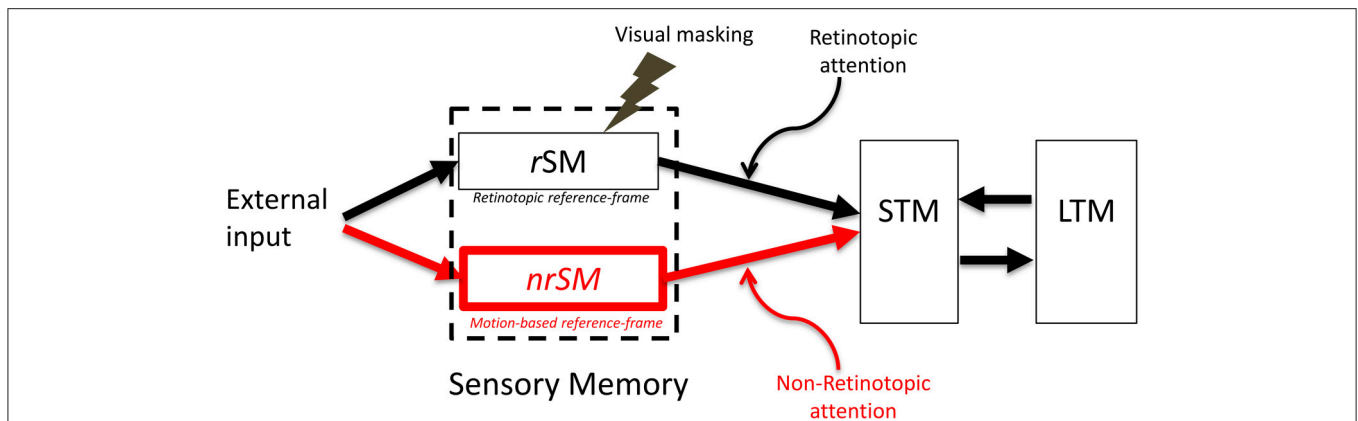 Visual masking
Retinotopic
attention
rSM
Retinotopic reference-frame
External
input
STM
LTM
nrSM
Motion-based reference-frame
Sensory Memory
Non-Retinotopic
attention